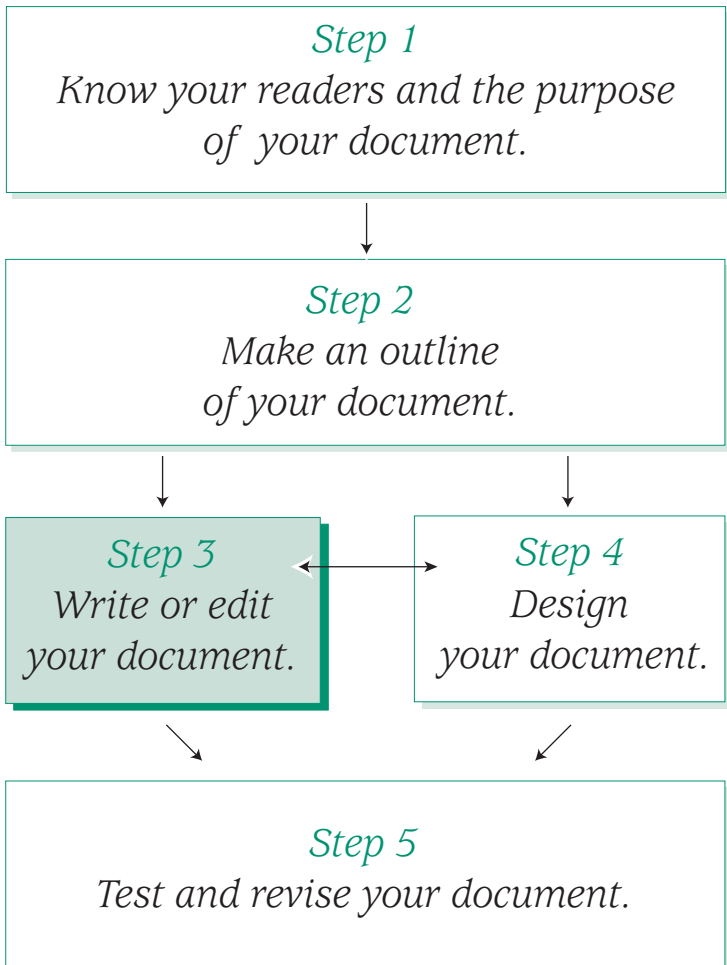 Step 1
Know your readers and the purpose
of your document.
Step 2
Make an outline
of your document.
Step 3
Write or edit
your document.
Step 4
Design
your document.
Step 5
Test and revise your document.